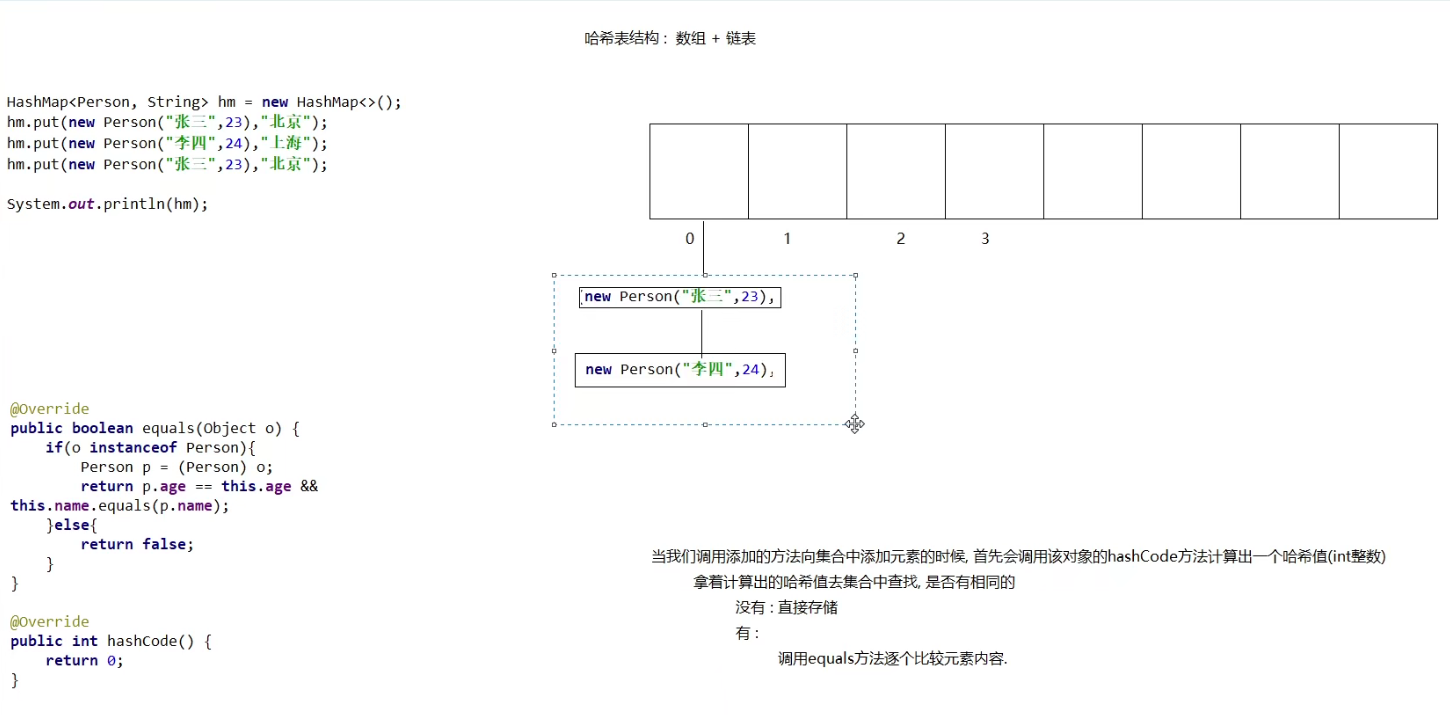 哈希表结构 : 数组 + 链表
HashMap<Person, String> hm = new HashMap<>();
hm.put(new Person("张三",23),"北京");
hm.put(new Person("李四",24),"上海");
hm.put(new Person("张三",23),"北京");
System.out.println(hm);
0 1 2 3
new Person("张三",23),
new Person("李四",24),
@Override
public boolean equals(Object o) {
if(o instanceof Person){
Person p = (Person) o;
return p.age == this.age &&
this.name.equals(p.name);
}else{
return false;
}
}
@Override
public int hashCode() {
return 0;
}
当我们调用添加的方法向集合中添加元素的时候, 首先会调用该对象的hashCode方法计算出一个哈希值(int整数)
拿着计算出的哈希值去集合中查找, 是否有相同的
没有 : 直接存储
有 :
调用equals方法逐个比较元素内容.